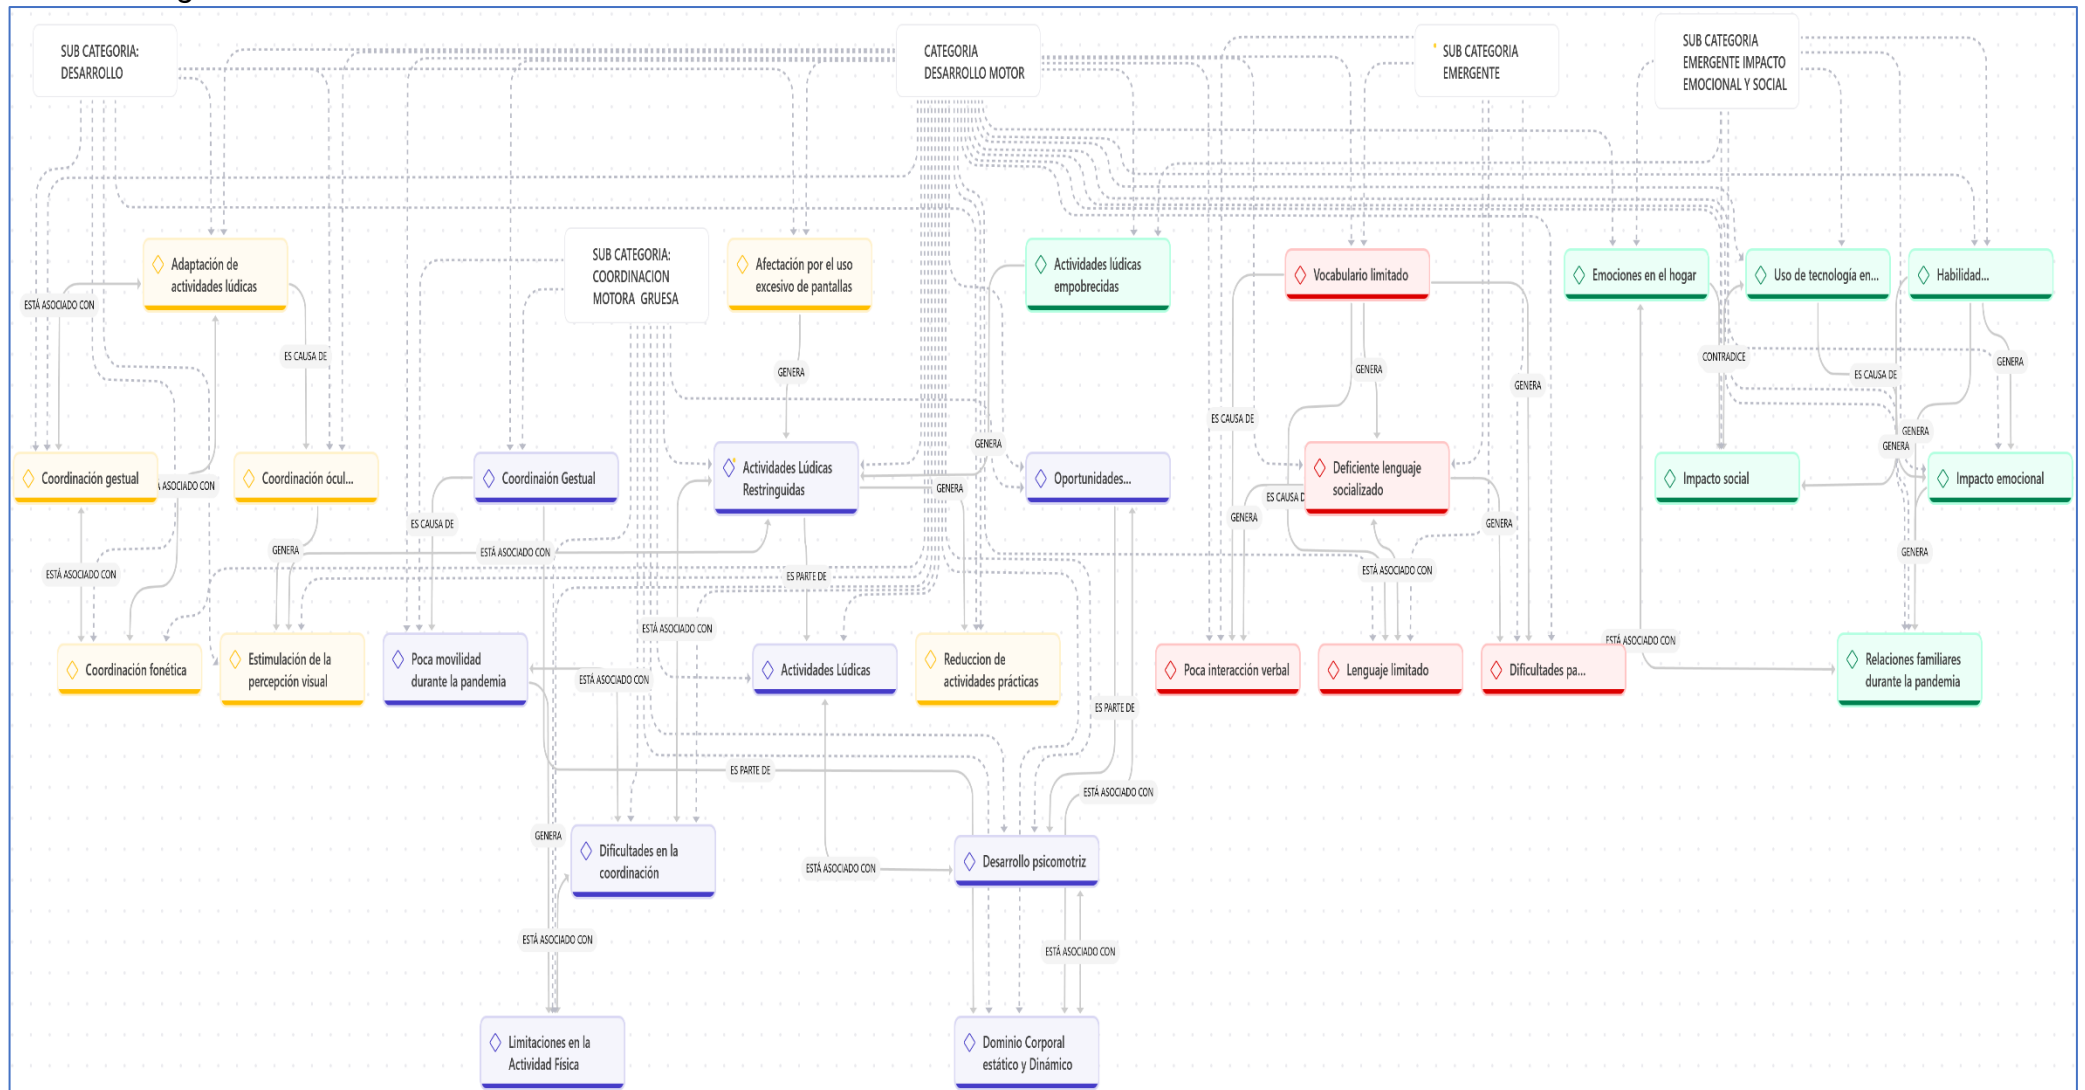 SUB CATEGORIA:
DESARROLLO
CATEGORIA
DESARROLLO MOTOR
SUB CATEGORIA
EMERGENTE
SUB CATEGORIA
EMERGENTE IMPACTO
EMOCIONAL Y SOCIAL
Adaptación de
actividades lúdicas
SUB CATEGORIA:
COORDINACION
MOTORA GRUESA
Afectación por el uso
excesivo de pantallas
Actividades lúdicas
empobrecidas
Vocabulario limitado
Emociones en el hogar
Uso de tecnología en...
Habilidad...
ESTÁ ASOCIADO CON
ES CAUSA DE
GENERA
GENERA
GENERA
CONTRADICE
ES CAUSA DE
GENERA
ES CAUSA DE
GENERA
GENERA
GENERA
Coordinación gestual
ASOCIADO CON
Coordinación ócul...
Coordinaión Gestual
Actividades Lúdicas
Restringuidas
GENERA
Oportunidades...
Deficiente lenguaje
socializado
Impacto social
Impacto emocional
ES CAUSA
GENERA
GENERA
ES CAUSA DE
GENERA
ESTÁ ASOCIADO CON
GENERA
ESTÁ ASOCIADO CON
ES PARTE DE
ESTÁ ASOCIADO CON
ESTÁ ASOCIADO CON
ESTÁ ASOCIADO CON
Coordinación fonética
Estimulación de la
percepción visual
Poca movilidad
durante la pandemia
ESTÁ ASOCIADO CON
Actividades Lúdicas
Reduccion de
actividades prácticas
ES PARTE DE
Poca interacción verbal
Lenguaje limitado
Dificultades pa...
Relaciones familiares
durante la pandemia
ES PARTE DE
ESTÁ ASOCIADO CON
GENERA
Dificultades en la
coordinación
ESTÁ ASOCIADO CON
Desarrollo psicomotriz
ESTÁ ASOCIADO CON
ESTÁ ASOCIADO CON
Limitaciones en la
Actividad Física
Dominio Corporal
estático y Dinámico